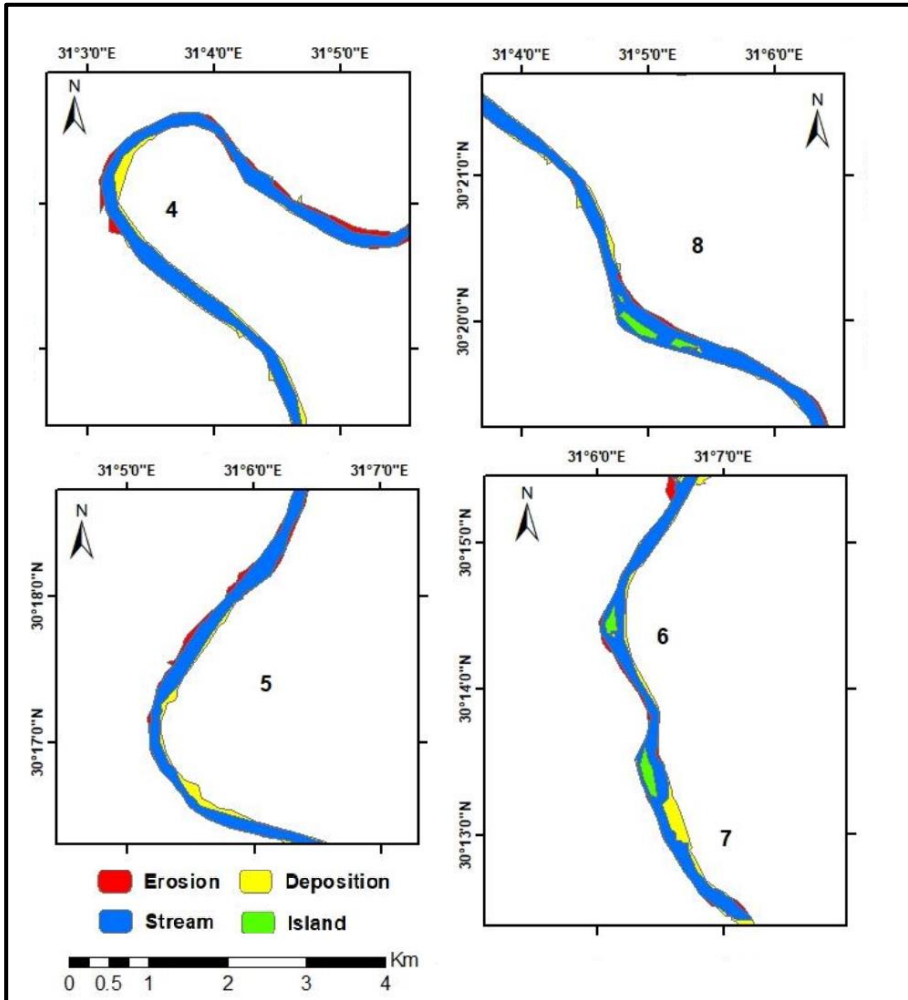 31°3'0"E 31°4'0"E 31°5'0"E
N
4
31°4'0"E 31°5'0"E 31°6'0"E
N
30°21'0"N
30°20'0"N
8
31°5'0"E 31°6'0"E 31°7'0"E
N
30°18'0"N
30°17'0"N
5
31°6'0"E 31°7'0"E
N
30°15'0"N
30°14'0"N
30°13'0"N
6
7
Erosion Deposition
Stream Island
Km
0 0.5 1 2 3 4